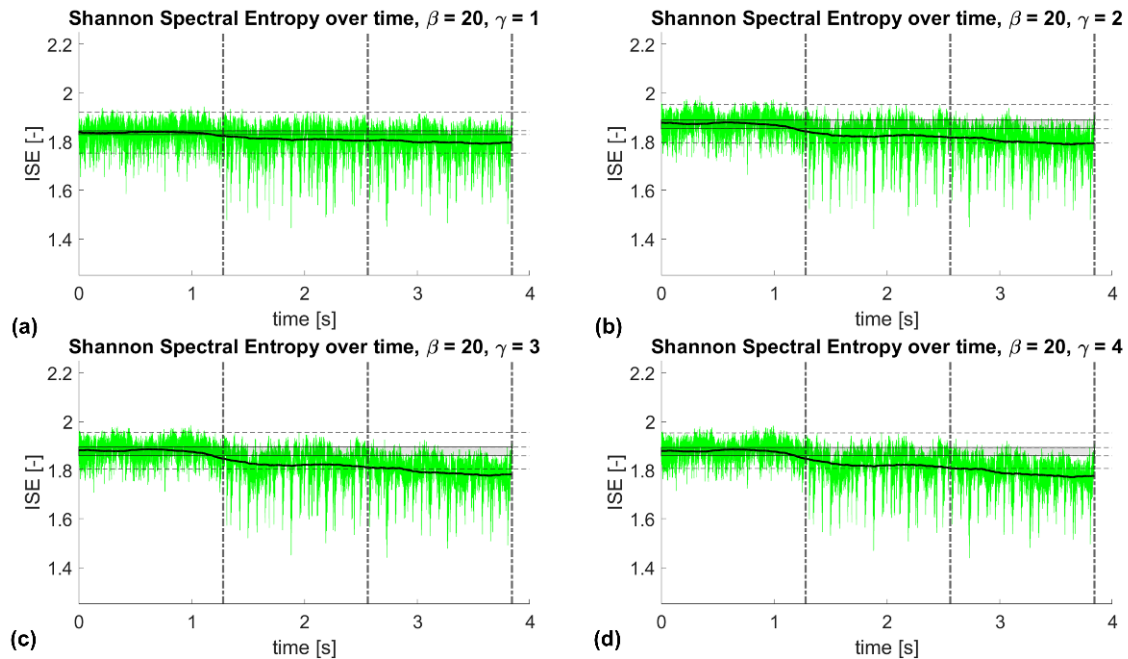 Shannon Spectral Entropy over time, β = 20, γ = 1
2.2
2
1.8
1.6
1.4
ISE [-]
0 1 2 3 4
time [s]
(a)
Shannon Spectral Entropy over time, β = 20, γ = 2
2.2
2
1.8
1.6
1.4
ISE [-]
0 1 2 3 4
time [s]
(b)
Shannon Spectral Entropy over time, β = 20, γ = 3
2.2
2
1.8
1.6
1.4
ISE [-]
0 1 2 3 4
time [s]
(c)
Shannon Spectral Entropy over time, β = 20, γ = 4
2.2
2
1.8
1.6
1.4
ISE [-]
0 1 2 3 4
time [s]
(d)